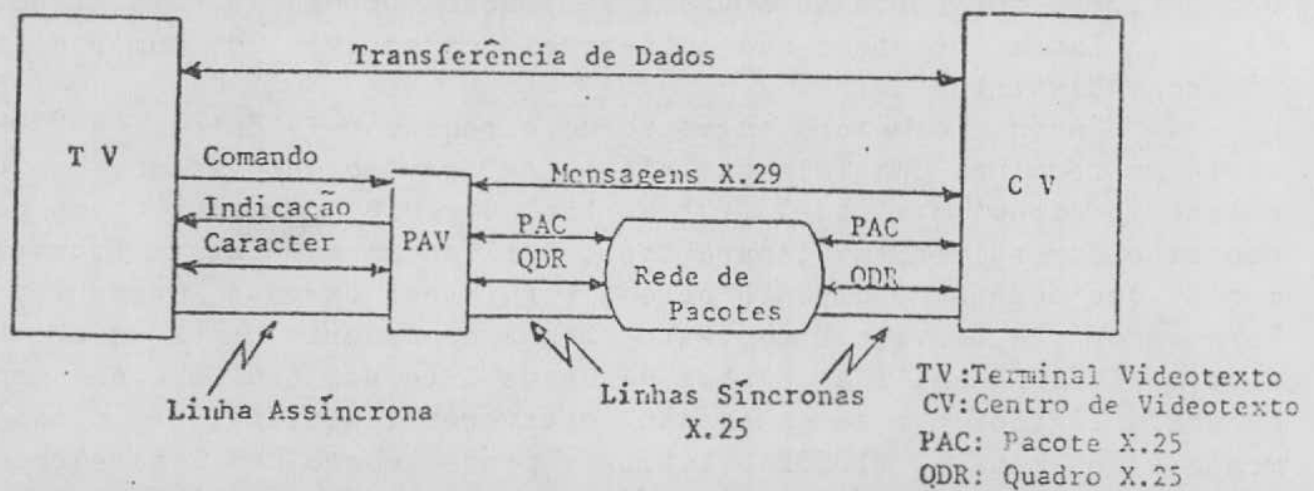 Transferência de Dados
T V
Comando
Indicação
Caracter
PAV
Mensagens X.29
PAC
QDR
Rede de
Pacotes
PAC
QDR
C V
Linha Assíncrona
Linhas Síncronas
X.25
TV:Terminal Videotexto
CV:Centro de Videotexto
PAC: Pacote X.25
QDR: Quadro X.25